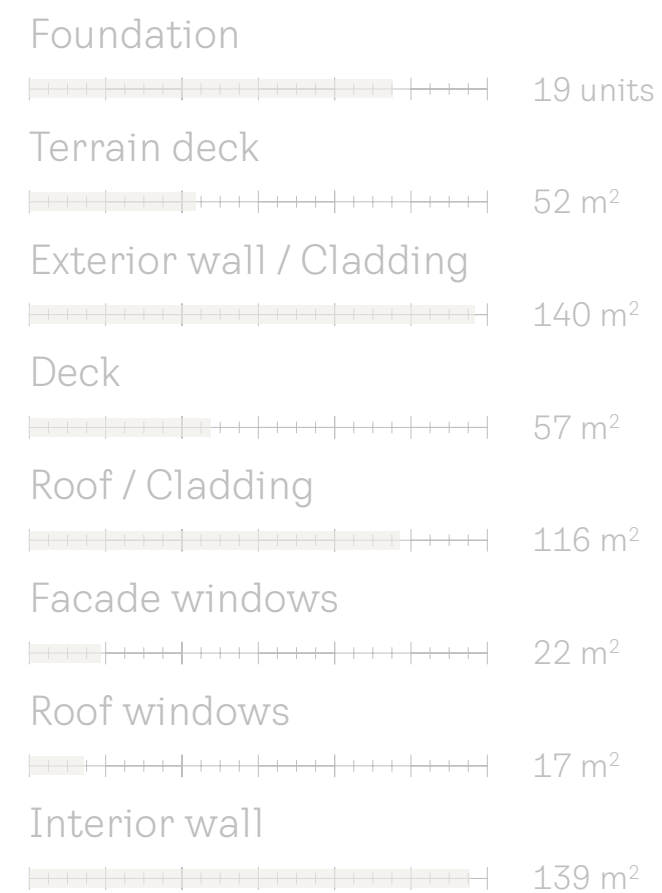 Foundation
19 units
Terrain deck
52 m²
Exterior wall / Cladding
140 m²
Deck
57 m²
Roof / Cladding
116 m²
Facade windows
22 m²
Roof windows
17 m²
Interior wall
139 m²